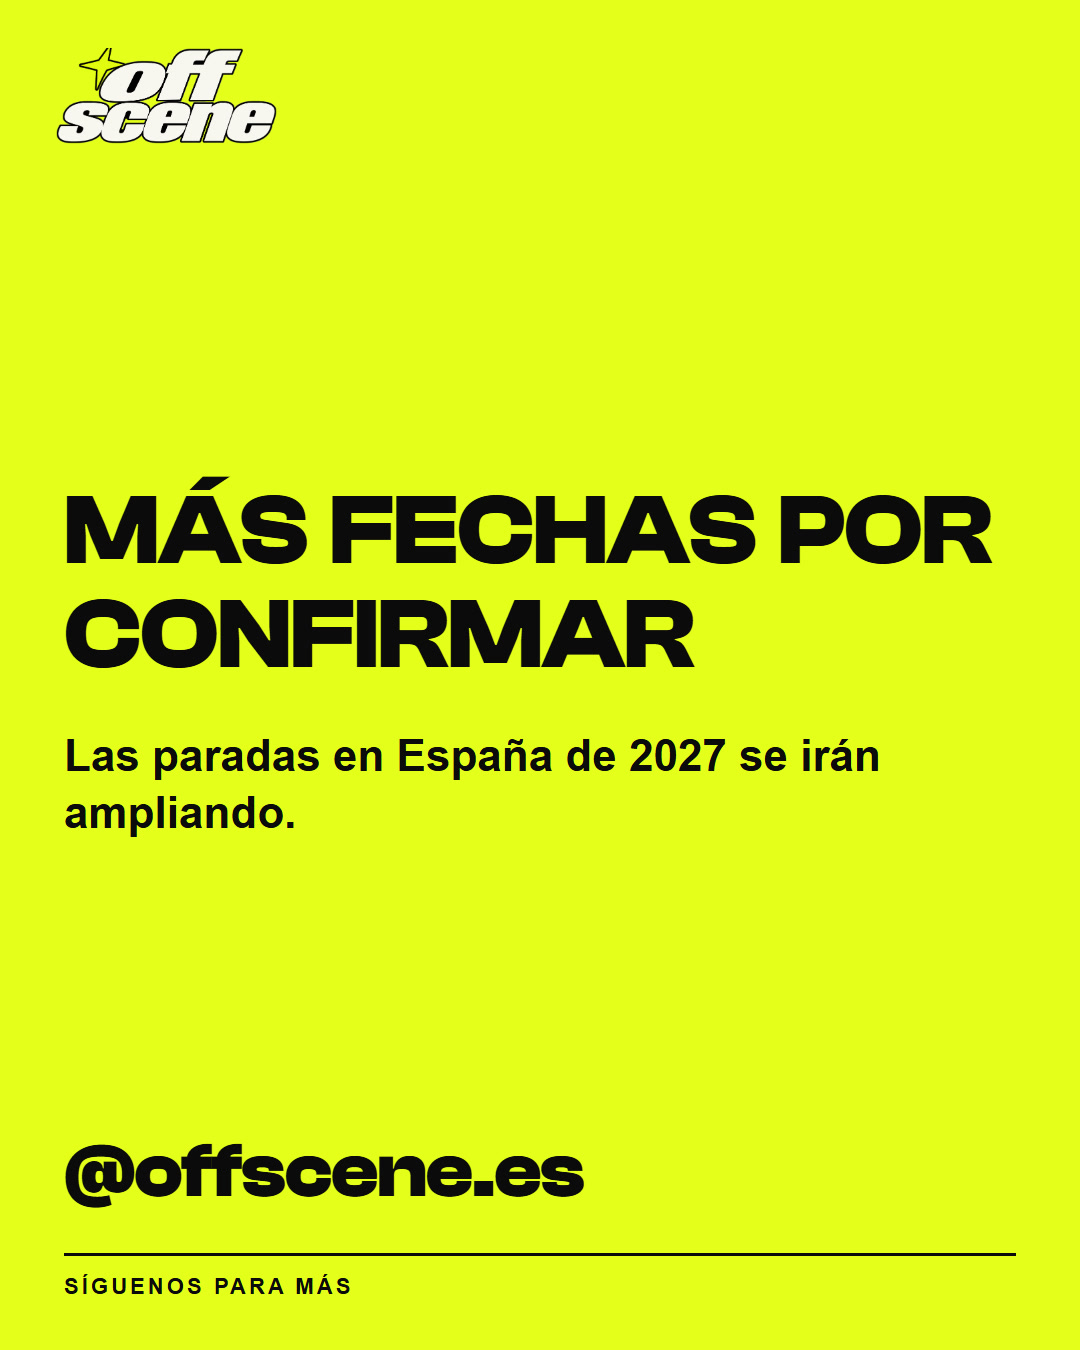 off
scene
MÁS FECHAS POR
CONFIRMAR
Las paradas en España de 2027 se irán
ampliando.
@offscene.es
SÍGUENOS PARA MÁS